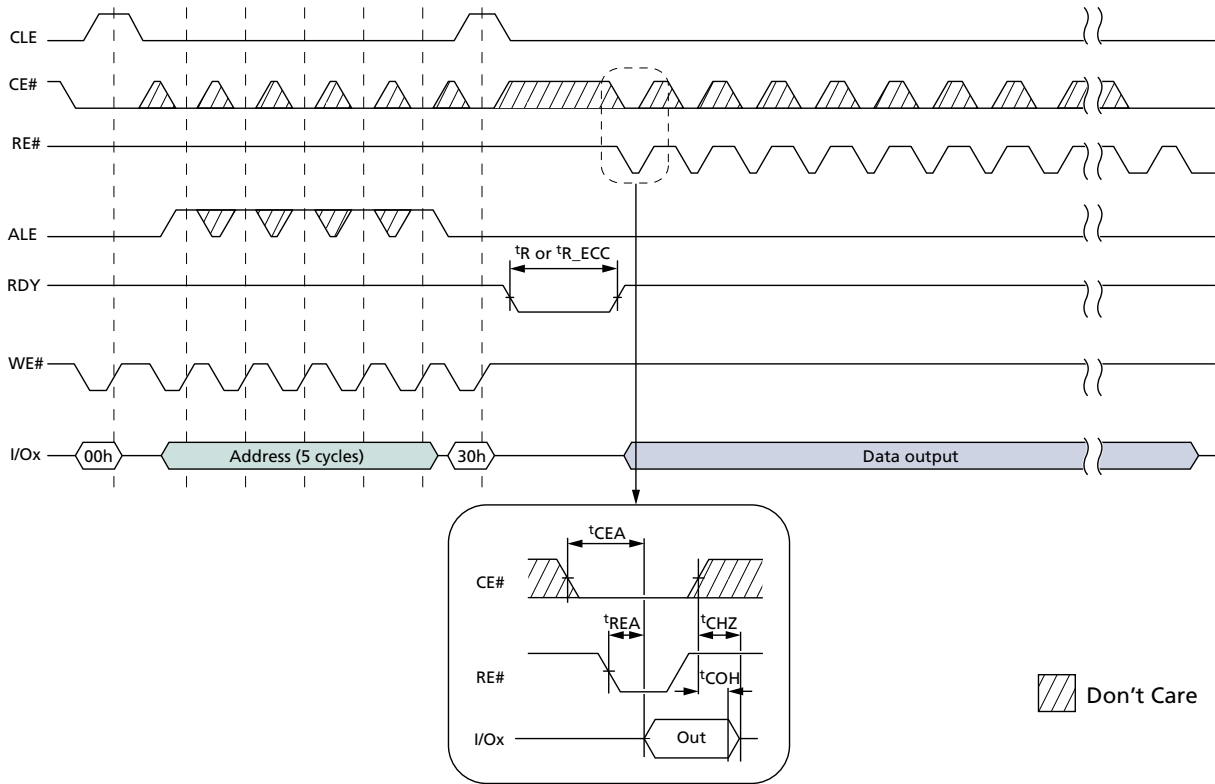 CLE
CE#
RE#
ALE
tR or tR_ECC
RDY
WE#
I/Ox
00h
Address (5 cycles)
30h
Data output
tCEA
CE#
tREA
tCHZ
RE#
tCOH
I/Ox
Out
Don't Care